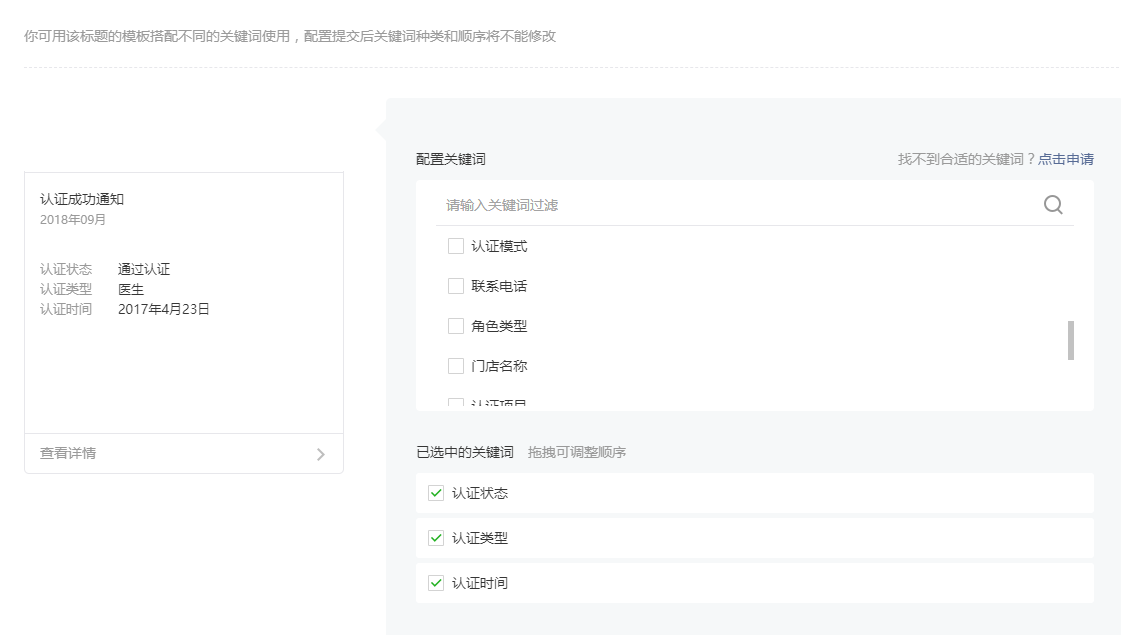 你可用该标题的模板搭配不同的关键词使用，配置提交后关键词种类和顺序将不能修改
认证成功通知
2018年09月
认证状态 通过认证
认证类型 医生
认证时间 2017年4月23日
查看详情
配置关键词 找不到合适的关键词？点击申请
请输入关键词过滤
认证模式
联系电话
角色类型
门店名称
认证项目
已选中的关键词 拖拽可调整顺序
认证状态
认证类型
认证时间